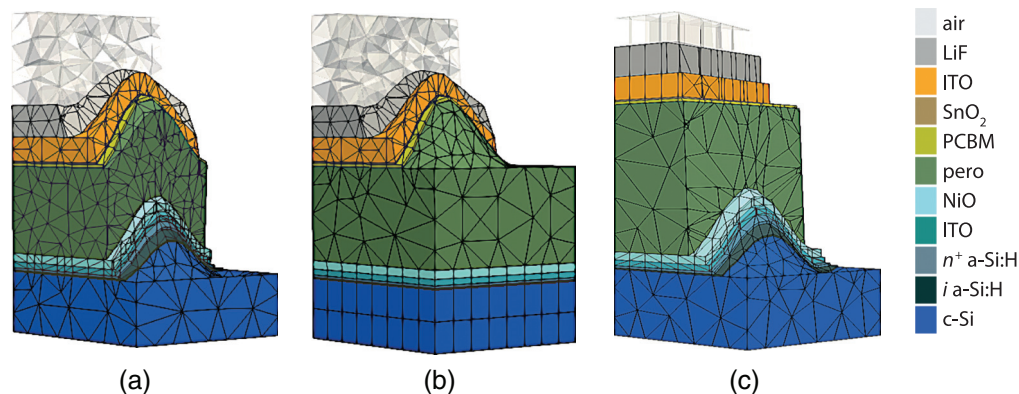 air
LiF
ITO
SnO₂
PCBM
pero
NiO
ITO
n⁺ a-Si:H
i a-Si:H
c-Si
(a) (b) (c)